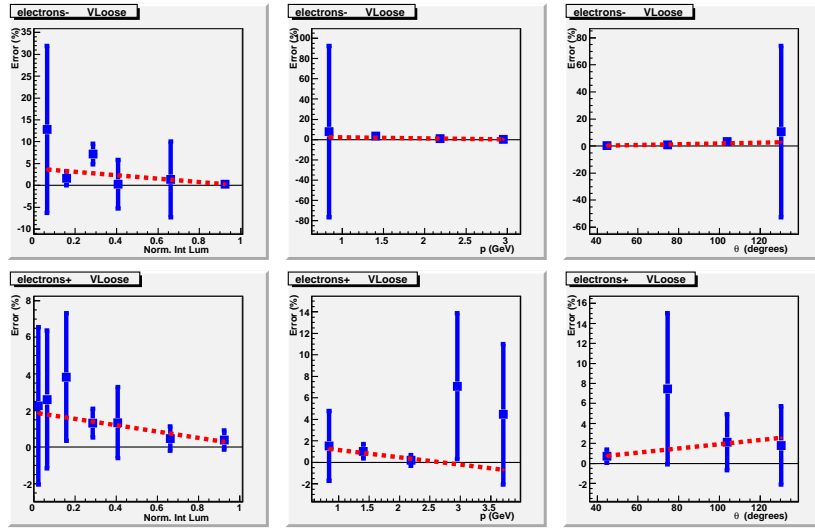 electrons- VLoose
Error (%)
35
30
25
20
15
10
5
0
-5
-10
0 0.2 0.4 0.6 0.8 1
Norm. Int Lum
electrons- VLoose
Error (%)
100
80
60
40
20
0
-20
-40
-60
-80
1 1.5 2 2.5 3
p (GeV)
electrons- VLoose
Error (%)
80
60
40
20
0
-20
-40
-60
40 60 80 100 120
θ (degrees)
electrons+ VLoose
Error (%)
8
6
4
2
0
-2
0 0.2 0.4 0.6 0.8 1
Norm. Int Lum
electrons+ VLoose
Error (%)
14
12
10
8
6
4
2
0
-2
1 1.5 2 2.5 3 3.5
p (GeV)
electrons+ VLoose
Error (%)
16
14
12
10
8
6
4
2
0
-2
40 60 80 100 120
θ (degrees)